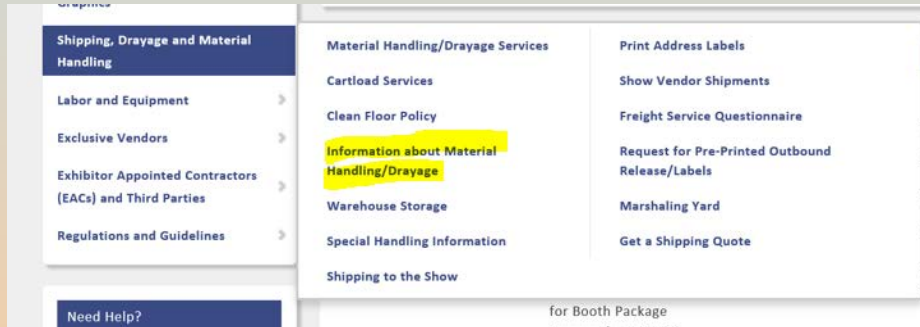 Graphics
Shipping, Drayage and Material
Handling
Labor and Equipment
Exclusive Vendors
Exhibitor Appointed Contractors
(EACs) and Third Parties
Regulations and Guidelines
Need Help?
Material Handling/Drayage Services
Cartload Services
Clean Floor Policy
Information about Material
Handling/Drayage
Warehouse Storage
Special Handling Information
Shipping to the Show
Print Address Labels
Show Vendor Shipments
Freight Service Questionnaire
Request for Pre-Printed Outbound
Release/Labels
Marshaling Yard
Get a Shipping Quote
for Booth Package